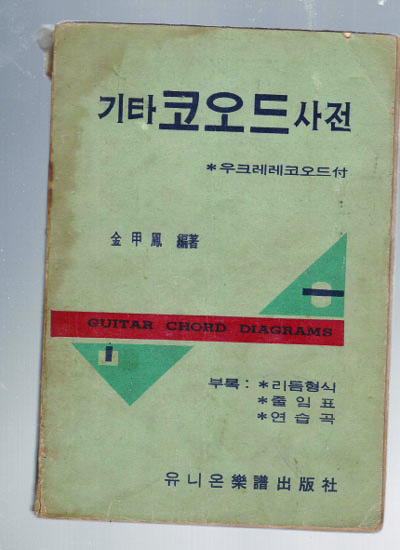 기타코오드사전
*우크레레코오드付
金甲鳳 編著
GUITAR CHORD DIAGRAMS
부록: *리듬형식
*줄임표
*연습곡
유니온樂譜出版社